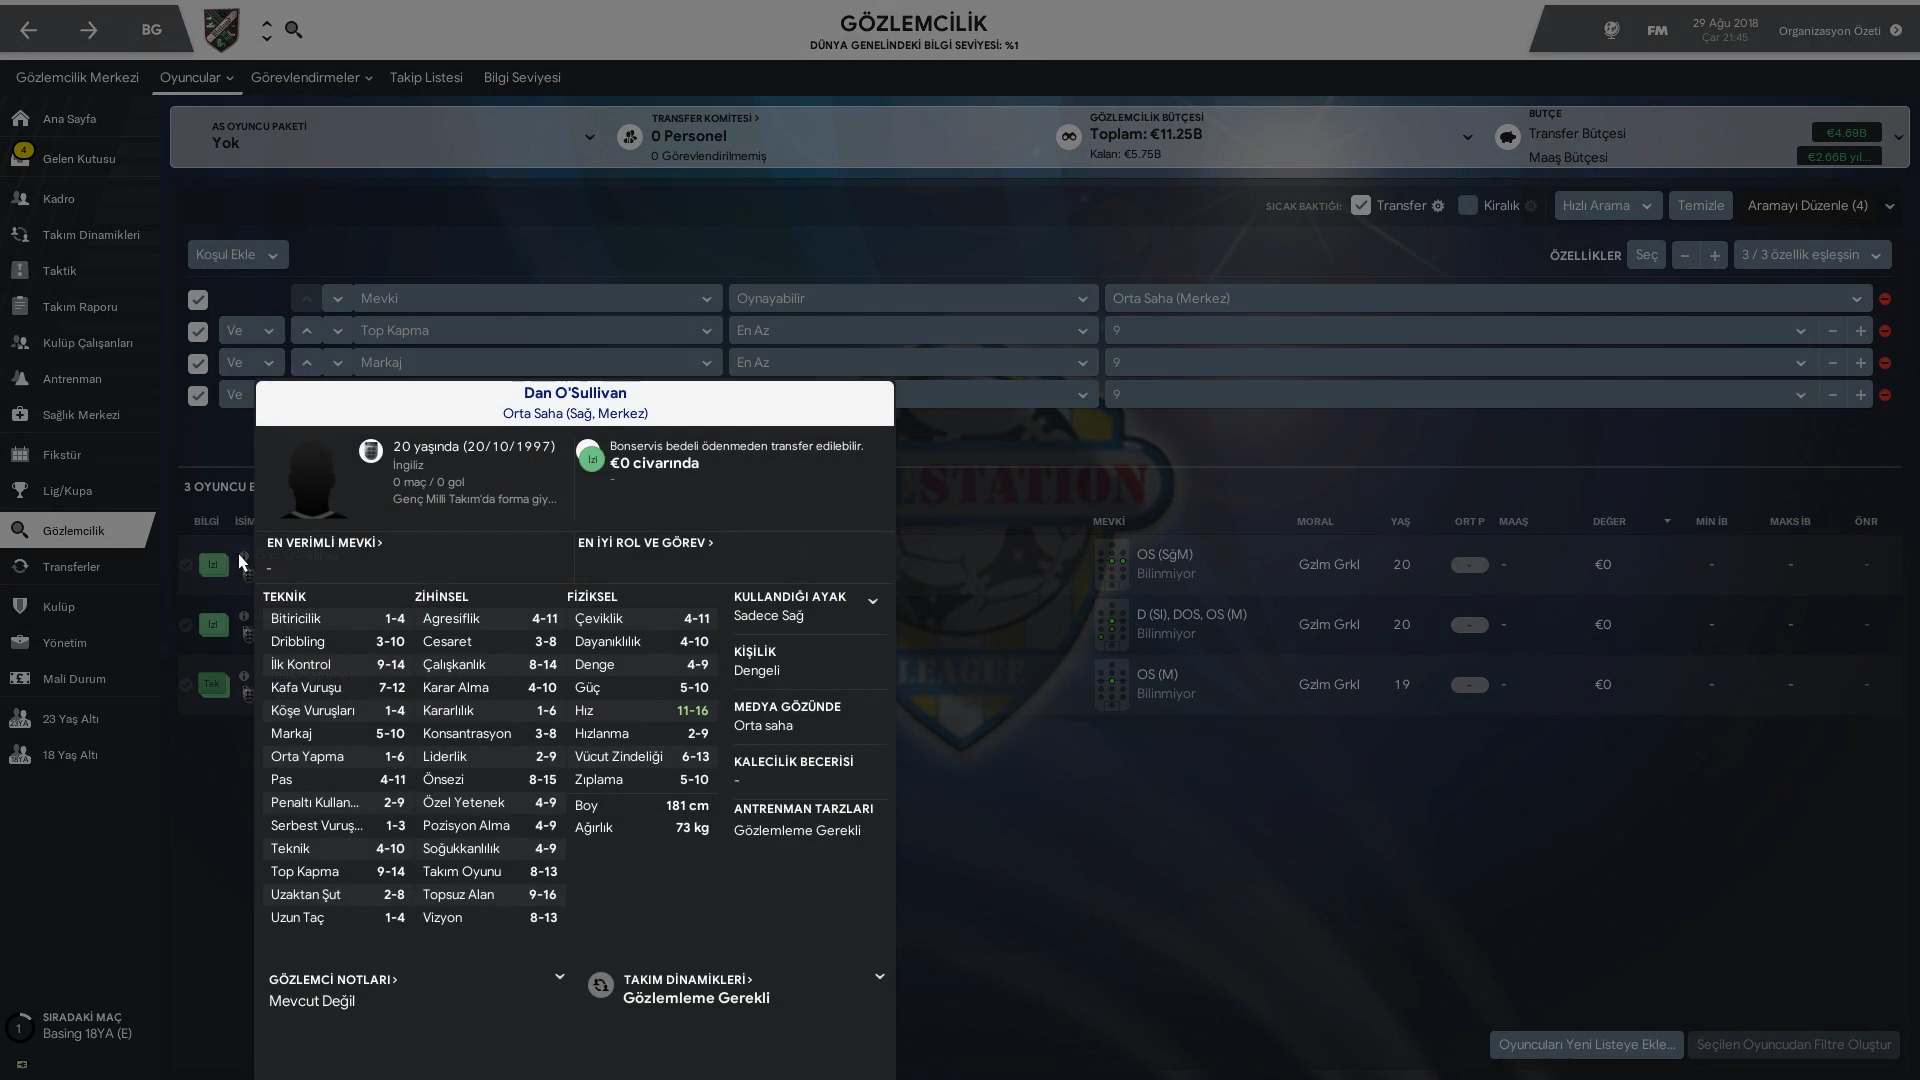 BG
GÖZLEMCİLİK
DÜNYA GENELİNDEKİ BİLGİ SEVİYESİ: %1
FM
29 Ağu 2018
Çar 21:45
Organizasyon Özeti
Gözlemcilik Merkezi
Oyuncular
Görevlendirmeler
Takip Listesi
Bilgi Seviyesi
Ana Sayfa
4
Gelen Kutusu
Kadro
Takım Dinamikleri
Taktik
Takım Raporu
Kulüp Çalışanları
Antrenman
Sağlık Merkezi
Fikstür
Lig/Kupa
Gözlemcilik
Transferler
Kulüp
Yönetim
Mali Durum
23YA
23 Yaş Altı
18YA
18 Yaş Altı
1
SIRADAKİ MAÇ
Basing 18YA (E)
AS OYUNCU PAKETİ
Yok
TRANSFER KOMİTESİ >
0 Personel
0 Görevlendirilmemiş
GÖZLEMCİLİK BÜTÇESİ
Toplam: €11.25B
Kalan: €5.75B
BÜTÇE
Transfer Bütçesi
€4.69B
Maaş Bütçesi
€2.66B yıl...
SICAK BAKTIĞI:
Transfer
Kiralık
Hızlı Arama
Temizle
Aramayı Düzenle (4)
Koşul Ekle
ÖZELLİKLER
Seç
3 / 3 özellik eşleşsin
Mevki
Oynayabilir
Orta Saha (Merkez)
Ve
Top Kapma
En Az
9
Ve
Markaj
En Az
9
Ve
9
3 OYUNCU B
BİLGİ
İSİM
MEVKİ
MORAL
YAŞ
ORT P
MAAŞ
DEĞER
MİN İB
MAKS İB
ÖNR
İzl
OS (SğM)
Bilinmiyor
Gzlm Grkl
20
-
-
€0
-
-
-
İzl
D (Sl), DOS, OS (M)
Bilinmiyor
Gzlm Grkl
20
-
-
€0
-
-
-
Tek
OS (M)
Bilinmiyor
Gzlm Grkl
19
-
-
€0
-
-
-
LSTATION
LEAGUE
Dan O'Sullivan
Orta Saha (Sağ, Merkez)
20 yaşında (20/10/1997)
İngiliz
0 maç / 0 gol
Genç Milli Takım'da forma giy...
İzl
Bonservis bedeli ödenmeden transfer edilebilir.
€0 civarında
-
EN VERİMLİ MEVKİ >
-
EN İYİ ROL VE GÖREV >
TEKNİK
Bitiricilik 1-4
Dribbling 3-10
İlk Kontrol 9-14
Kafa Vuruşu 7-12
Köşe Vuruşları 1-4
Markaj 5-10
Orta Yapma 1-6
Pas 4-11
Penaltı Kullan... 2-9
Serbest Vuruş... 1-3
Teknik 4-10
Top Kapma 9-14
Uzaktan Şut 2-8
Uzun Taç 1-4
ZİHİNSEL
Agresiflik 4-11
Cesaret 3-8
Çalışkanlık 8-14
Karar Alma 4-10
Kararlılık 1-6
Konsantrasyon 3-8
Liderlik 2-9
Önsezi 8-15
Özel Yetenek 4-9
Pozisyon Alma 4-9
Soğukkanlılık 4-9
Takım Oyunu 8-13
Topsuz Alan 9-16
Vizyon 8-13
FİZİKSEL
Çeviklik 4-11
Dayanıklılık 4-10
Denge 4-9
Güç 5-10
Hız 11-16
Hızlanma 2-9
Vücut Zindeliği 6-13
Zıplama 5-10
Boy 181 cm
Ağırlık 73 kg
KULLANDIĞI AYAK
Sadece Sağ
KİŞİLİK
Dengeli
MEDYA GÖZÜNDE
Orta saha
KALECİLİK BECERİSİ
-
ANTRENMAN TARZLARI
Gözlemleme Gerekli
GÖZLEMCİ NOTLARI >
Mevcut Değil
TAKIM DİNAMİKLERİ >
Gözlemleme Gerekli
Oyuncuları Yeni Listeye Ekle...
Seçilen Oyuncudan Filtre Oluştur